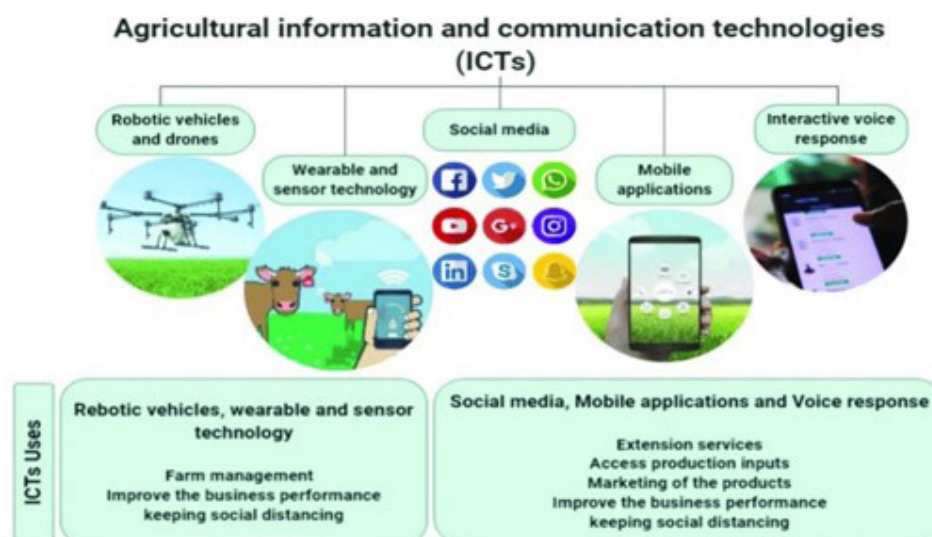 Agricultural information and communication technologies
(ICTs)
Robotic vehicles
and drones
Wearable and
sensor technology
Social media
Mobile
applications
Interactive voice
response
ICTs Uses
Rebotic vehicles, wearable and sensor
technology
Farm management
Improve the business performance
keeping social distancing
Social media, Mobile applications and Voice response
Extension services
Access production inputs
Marketing of the products
Improve the business performance
keeping social distancing